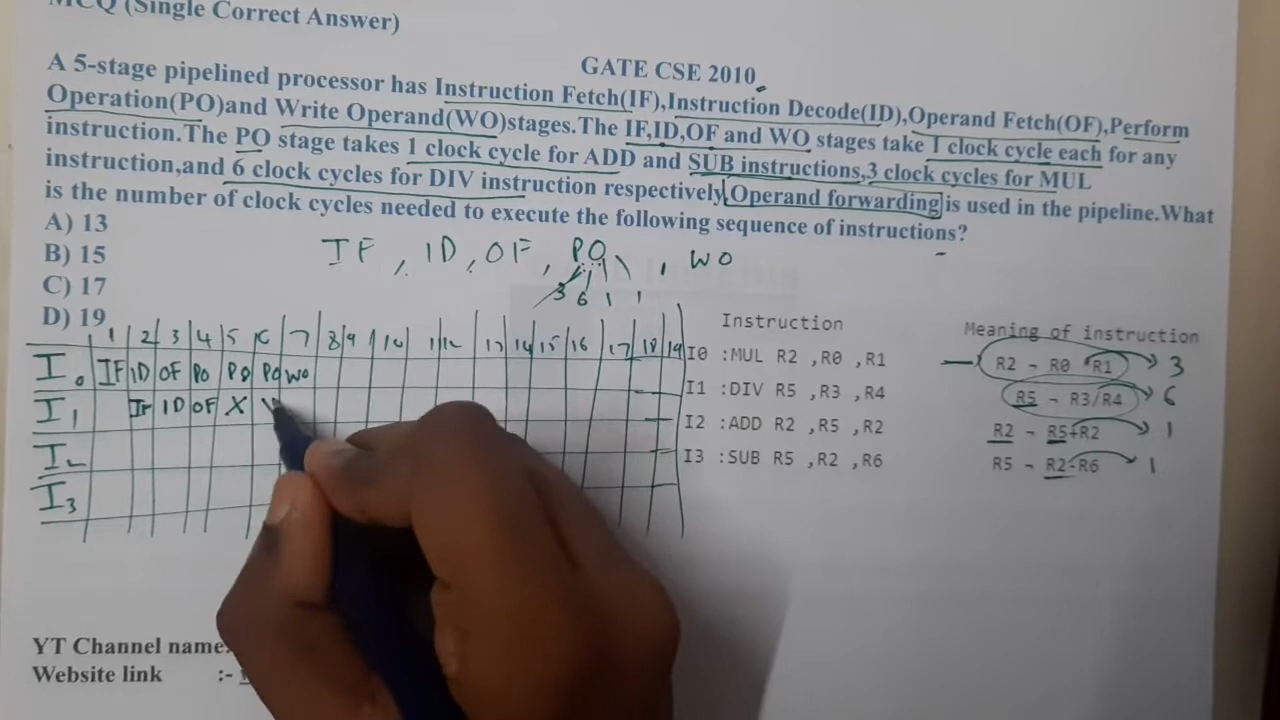 MCQ (Single Correct Answer)
GATE CSE 2010
A 5-stage pipelined processor has Instruction Fetch(IF),Instruction Decode(ID),Operand Fetch(OF),Perform
Operation(PO)and Write Operand(WO)stages.The IF,ID,OF and WO stages take 1 clock cycle each for any
instruction.The PO stage takes 1 clock cycle for ADD and SUB instructions,3 clock cycles for MUL
instruction,and 6 clock cycles for DIV instruction respectively.Operand forwarding is used in the pipeline.What
is the number of clock cycles needed to execute the following sequence of instructions?
A) 13
B) 15
C) 17
D) 19
IF , ID , OF , PO , WO
3 6 1 1
1 2 3 4 5 6 7 8 9 10 11 12 13 14 15 16 17 18 19
I0 IF ID OF PO PO PO WO
I1 IF ID OF X
I2
I3
Instruction
I0 :MUL R2 ,R0 ,R1
I1 :DIV R5 ,R3 ,R4
I2 :ADD R2 ,R5 ,R2
I3 :SUB R5 ,R2 ,R6
Meaning of instruction
R2 ← R0 *R1 3
R5 ← R3/R4 6
R2 ← R5+R2 1
R5 ← R2-R6 1
YT Channel name
Website link :-